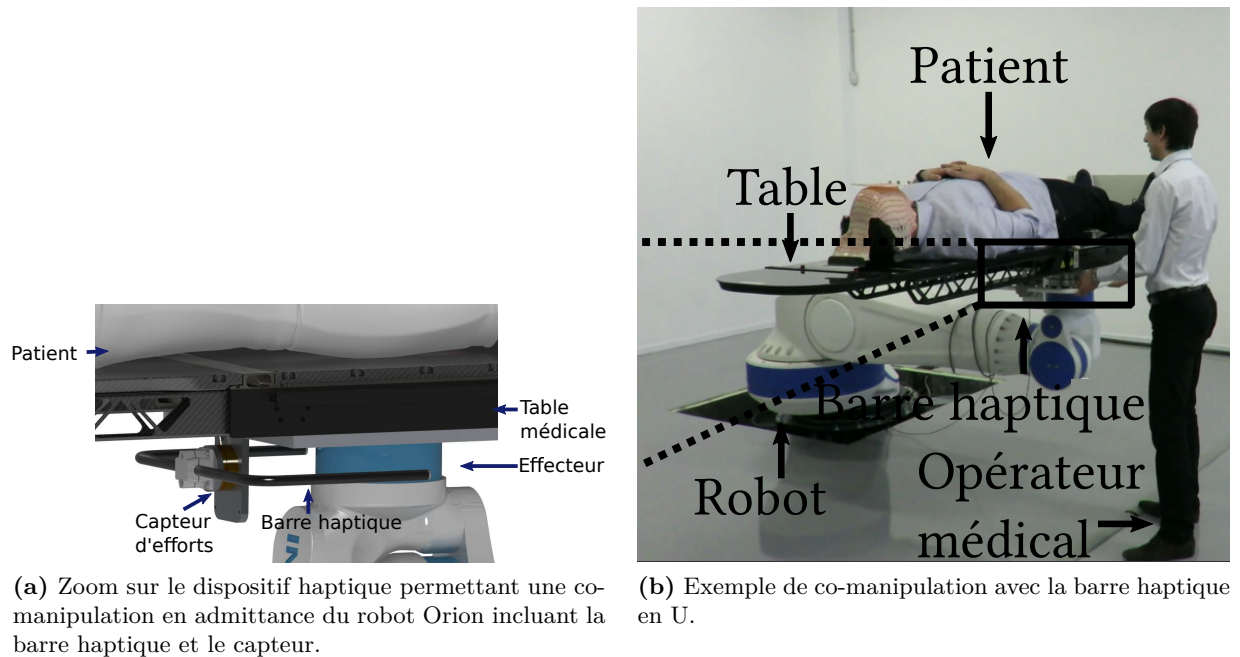 Patient
Table
médicale
Effecteur
Capteur
d'efforts
Barre haptique
(a) Zoom sur le dispositif haptique permettant une co-
manipulation en admittance du robot Orion incluant la
barre haptique et le capteur.
Patient
Table
Barre haptique
Robot
Opérateur
médical
(b) Exemple de co-manipulation avec la barre haptique
en U.